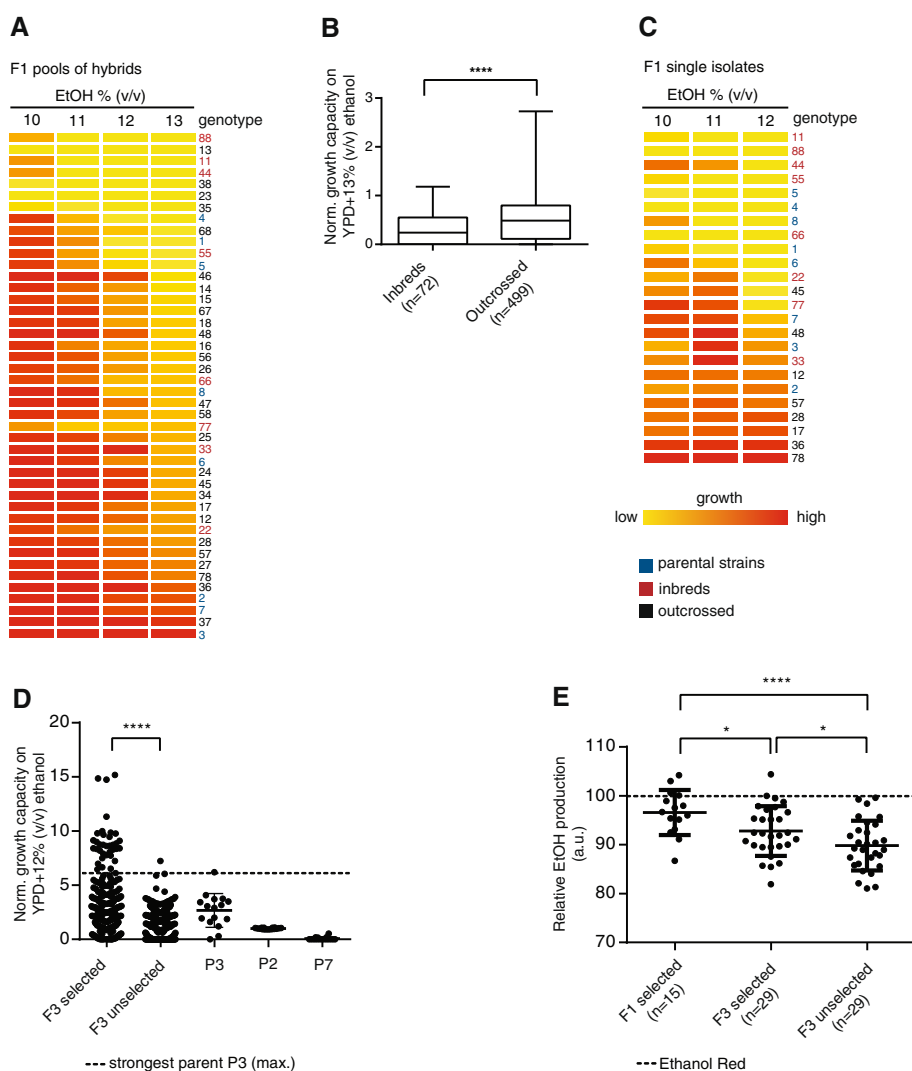 A
F1 pools of hybrids
EtOH % (v/v)
10 11 12 13 genotype
88
13
11
44
38
23
35
4
68
1
55
5
46
14
15
67
18
48
16
56
26
66
8
47
58
77
25
33
6
24
45
34
17
12
22
28
57
27
78
36
2
7
37
3
B
****
Norm. growth capacity on
YPD+13% (v/v) ethanol
3
2
1
0
Inbreds
(n=72)
Outcrossed
(n=499)
C
F1 single isolates
EtOH % (v/v)
10 11 12 genotype
11
88
44
55
5
4
8
66
1
6
22
45
77
7
48
3
33
12
2
57
28
17
36
78
growth
low high
parental strains
inbreds
outcrossed
D
****
Norm. growth capacity on
YPD+12% (v/v) ethanol
20
15
10
5
0
F3 selected
F3 unselected
P3
P2
P7
strongest parent P3 (max.)
E
****
* *
Relative EtOH production
(a.u.)
110
100
90
80
70
F1 selected
(n=15)
F3 selected
(n=29)
F3 unselected
(n=29)
Ethanol Red